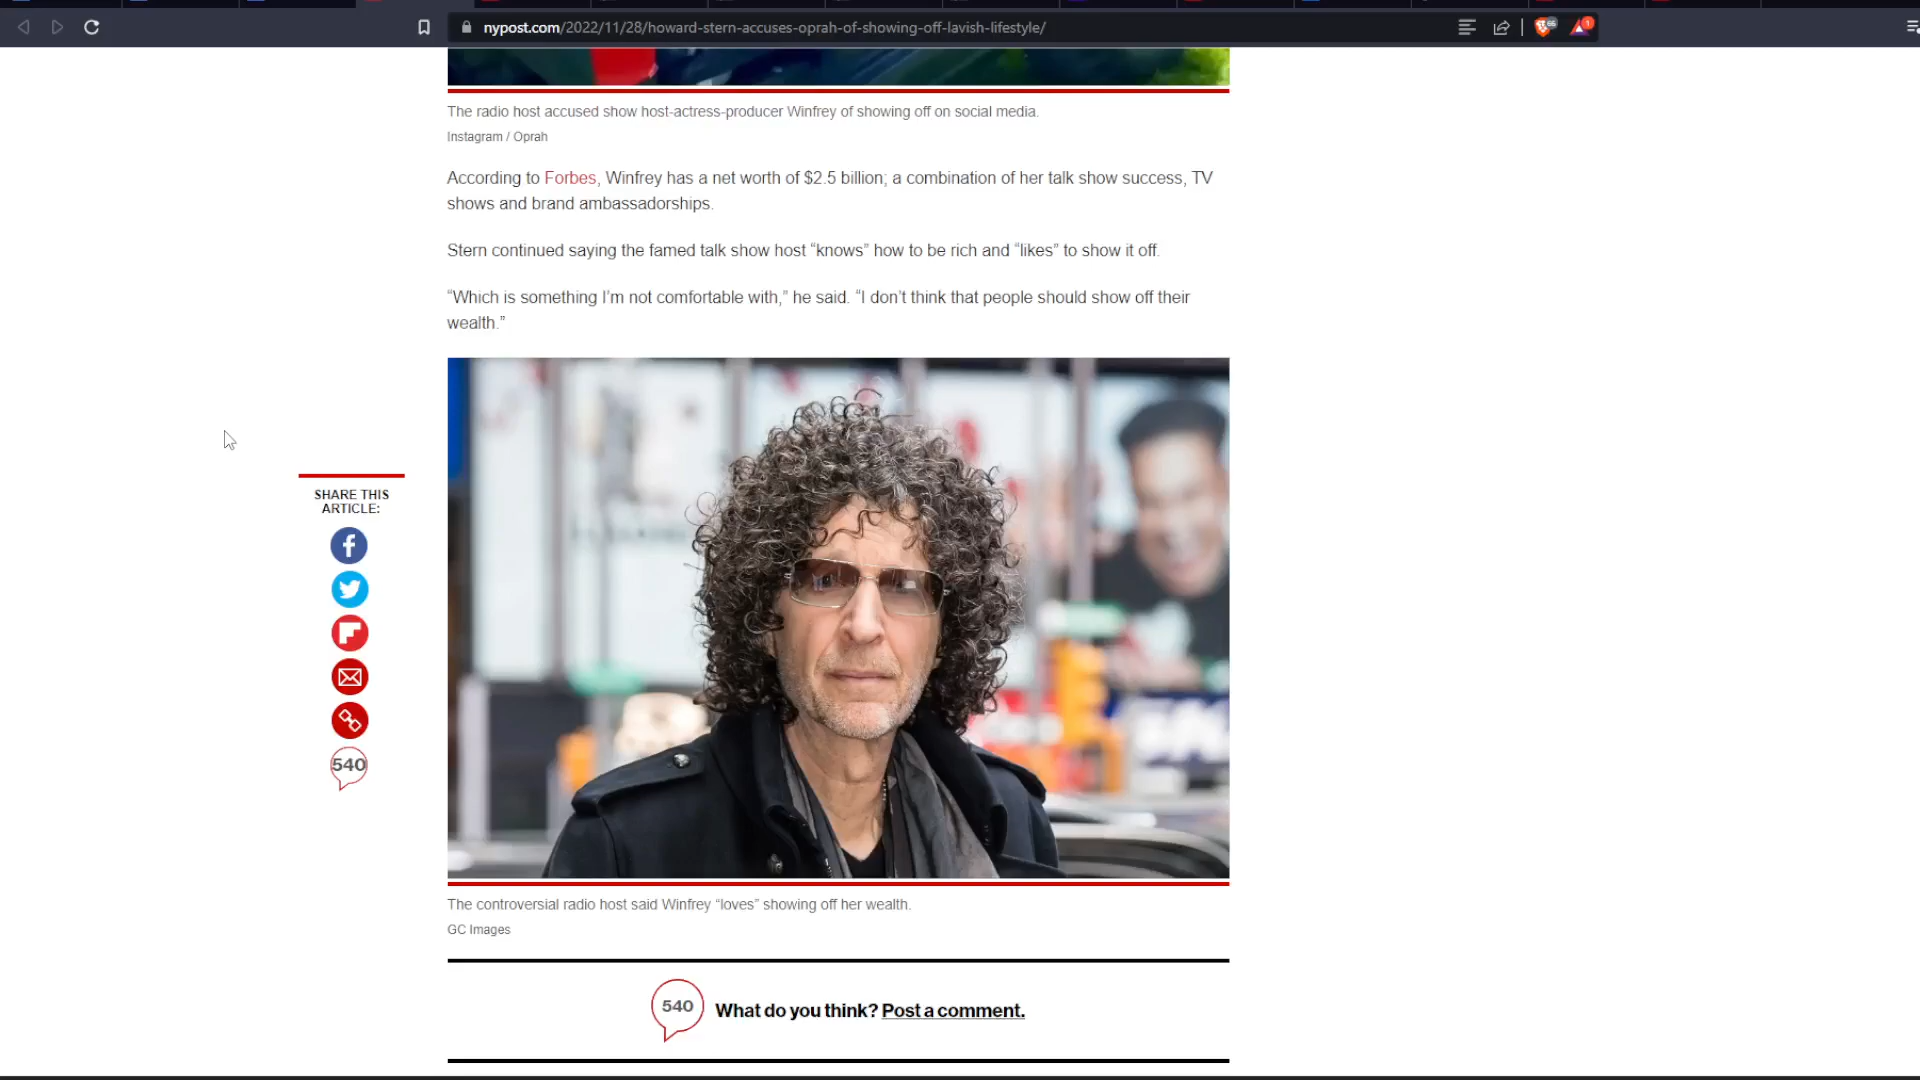 nypost.com/2022/11/28/howard-stern-accuses-oprah-of-showing-off-lavish-lifestyle/
The radio host accused show host-actress-producer Winfrey of showing off on social media.
Instagram / Oprah
According to Forbes, Winfrey has a net worth of $2.5 billion; a combination of her talk show success, TV
shows and brand ambassadorships.
Stern continued saying the famed talk show host “knows” how to be rich and “likes” to show it off.
“Which is something I’m not comfortable with,” he said. “I don’t think that people should show off their
wealth.”
SHARE THIS
ARTICLE:
540
The controversial radio host said Winfrey “loves” showing off her wealth.
GC Images
540
What do you think? Post a comment.